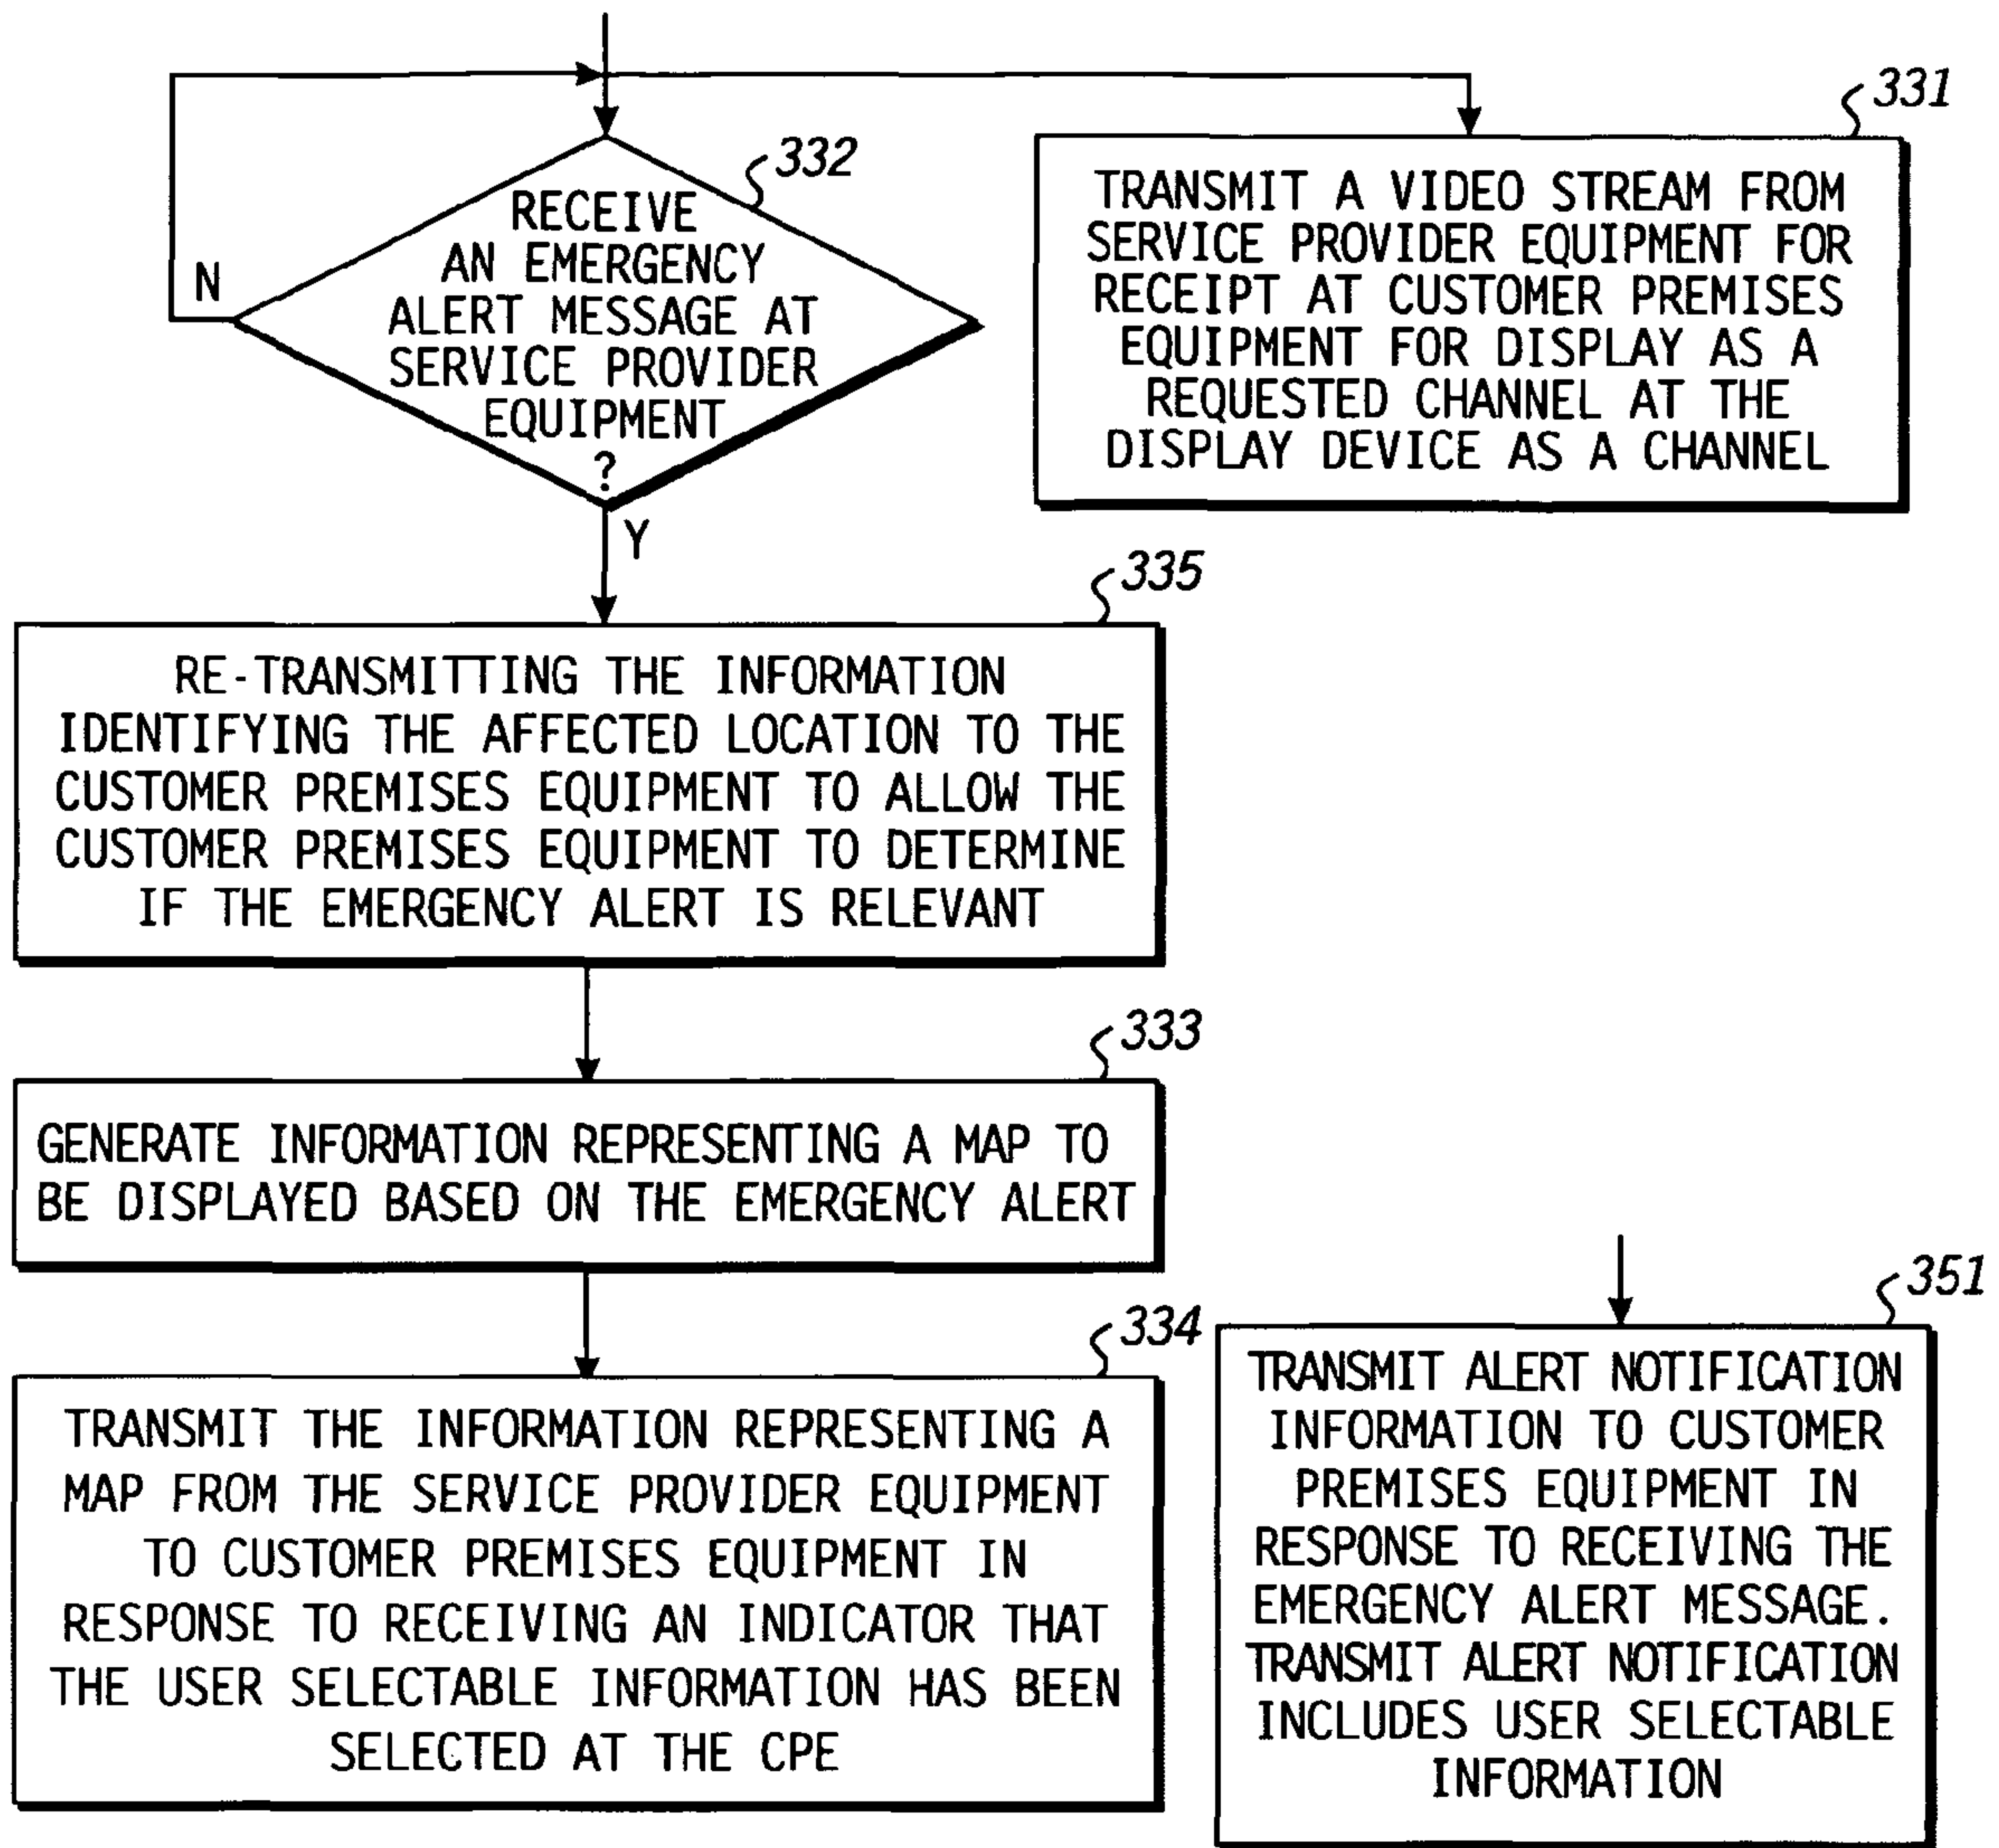 332
RECEIVE
AN EMERGENCY
ALERT MESSAGE AT
SERVICE PROVIDER
EQUIPMENT
?
N
Y
331
TRANSMIT A VIDEO STREAM FROM
SERVICE PROVIDER EQUIPMENT FOR
RECEIPT AT CUSTOMER PREMISES
EQUIPMENT FOR DISPLAY AS A
REQUESTED CHANNEL AT THE
DISPLAY DEVICE AS A CHANNEL
335
RE-TRANSMITTING THE INFORMATION
IDENTIFYING THE AFFECTED LOCATION TO THE
CUSTOMER PREMISES EQUIPMENT TO ALLOW THE
CUSTOMER PREMISES EQUIPMENT TO DETERMINE
IF THE EMERGENCY ALERT IS RELEVANT
333
GENERATE INFORMATION REPRESENTING A MAP TO
BE DISPLAYED BASED ON THE EMERGENCY ALERT
334
TRANSMIT THE INFORMATION REPRESENTING A
MAP FROM THE SERVICE PROVIDER EQUIPMENT
TO CUSTOMER PREMISES EQUIPMENT IN
RESPONSE TO RECEIVING AN INDICATOR THAT
THE USER SELECTABLE INFORMATION HAS BEEN
SELECTED AT THE CPE
351
TRANSMIT ALERT NOTIFICATION
INFORMATION TO CUSTOMER
PREMISES EQUIPMENT IN
RESPONSE TO RECEIVING THE
EMERGENCY ALERT MESSAGE.
TRANSMIT ALERT NOTIFICATION
INCLUDES USER SELECTABLE
INFORMATION